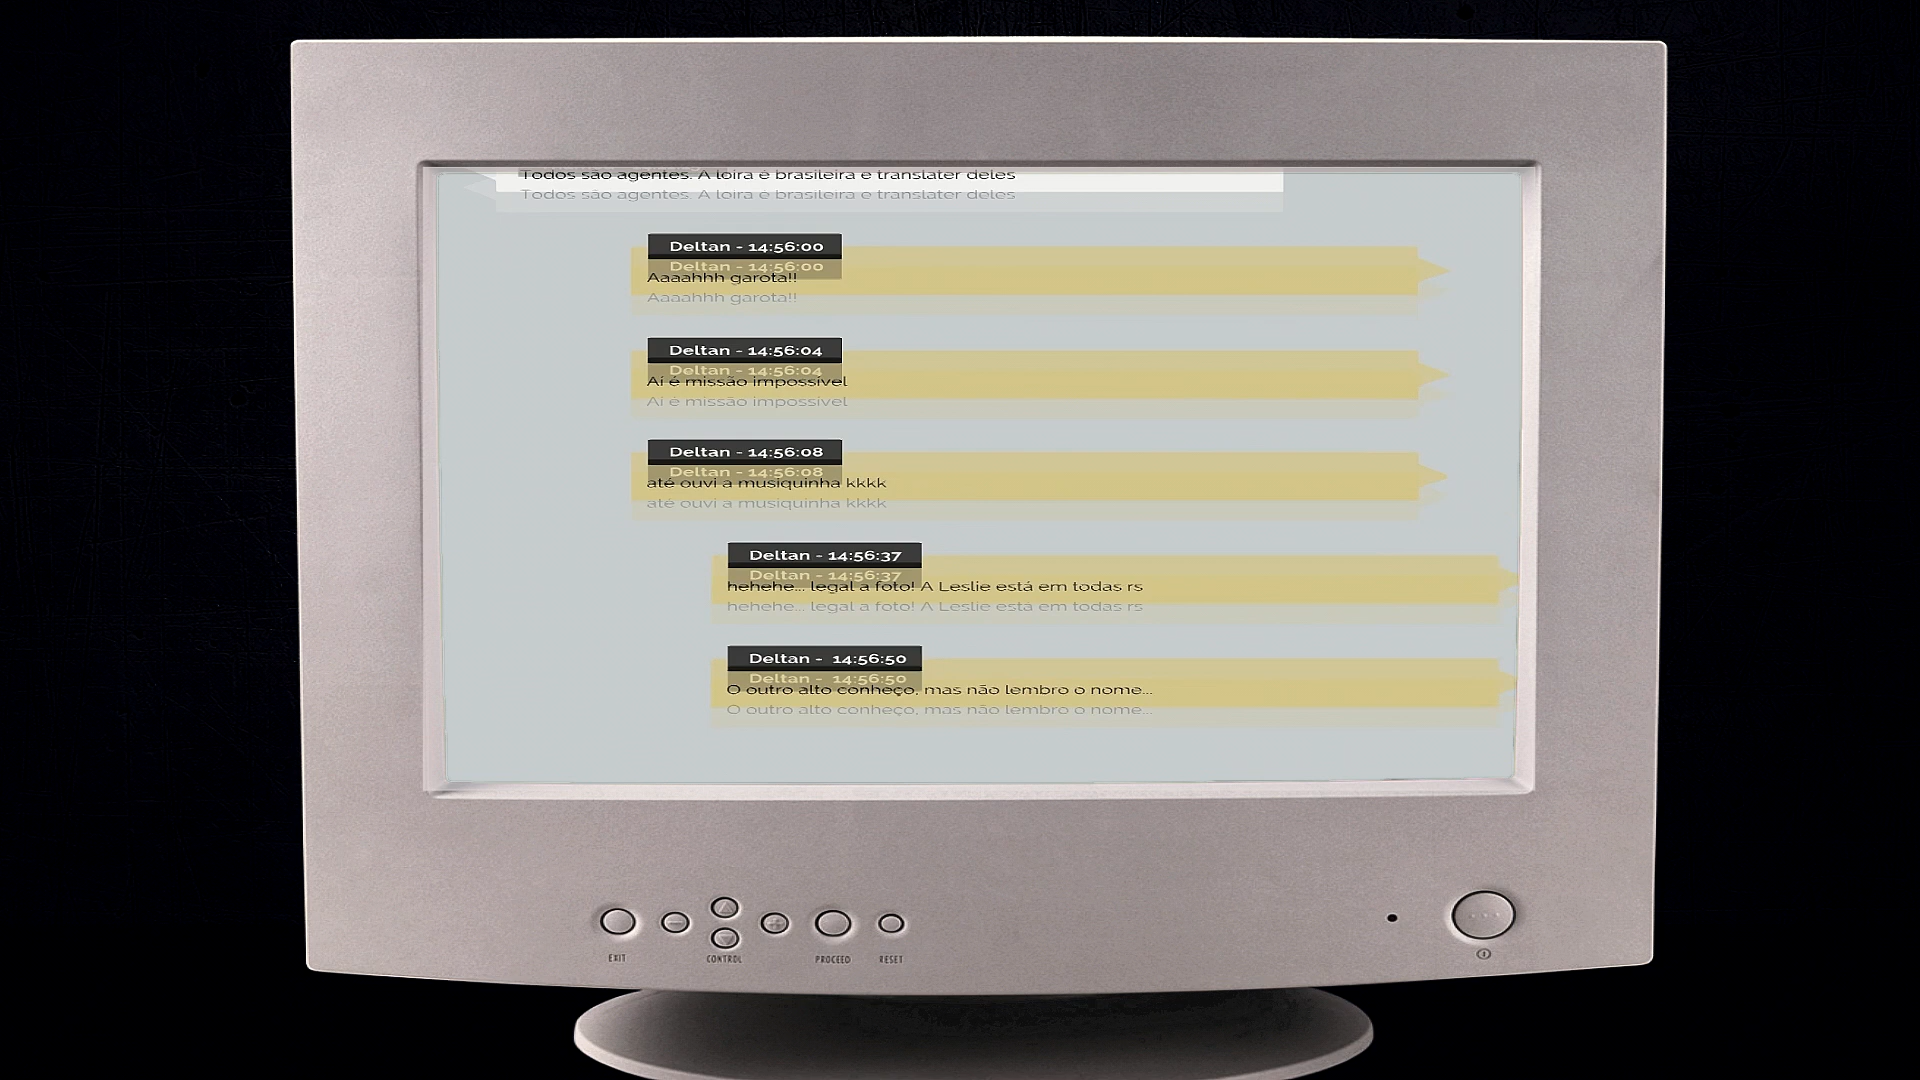 Todos são agentes. A loira é brasileira e translater deles
Todos são agentes. A loira é brasileira e translater deles
Deltan - 14:56:00
Deltan - 14:56:00
Aaaahhh garota!!
Aaaahhh garota!!
Deltan - 14:56:04
Deltan - 14:56:04
Aí é missão impossível
Aí é missão impossível
Deltan - 14:56:08
Deltan - 14:56:08
até ouvi a musiquinha kkkk
até ouvi a musiquinha kkkk
Deltan - 14:56:37
Deltan - 14:56:37
hehehe... legal a foto! A Leslie está em todas rs
hehehe... legal a foto! A Leslie está em todas rs
Deltan - 14:56:50
Deltan - 14:56:50
O outro alto conheço, mas não lembro o nome...
O outro alto conheço, mas não lembro o nome...
EXIT CONTROL PROCEED RESET